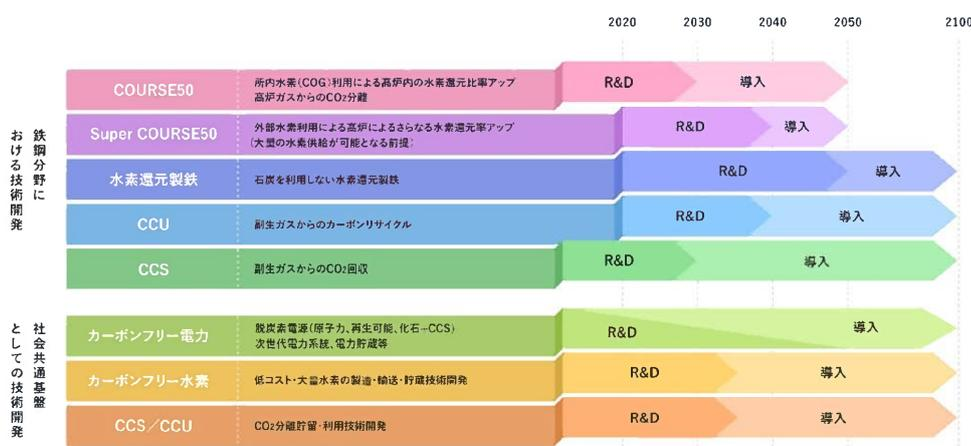 2020 2030 2040 2050 2100
鉄鋼分野に
おける技術開発
COURSE50
所内水素(COG)利用による高炉内の水素還元比率アップ
高炉ガスからのCO2分離
R&D 導入
Super COURSE50
外部水素利用による高炉によるさらなる水素還元率アップ
(大量の水素供給が可能となる前提)
R&D 導入
水素還元製鉄
石炭を利用しない水素還元製鉄
R&D 導入
CCU
副生ガスからのカーボンリサイクル
R&D 導入
CCS
副生ガスからのCO2回収
R&D 導入
社会共通基盤
としての技術開発
カーボンフリー電力
脱炭素電源(原子力、再生可能、化石+CCS)
次世代電力系統、電力貯蔵等
R&D 導入
カーボンフリー水素
低コスト・大量水素の製造・輸送・貯蔵技術開発
R&D 導入
CCS/CCU
CO2分離貯留・利用技術開発
R&D 導入